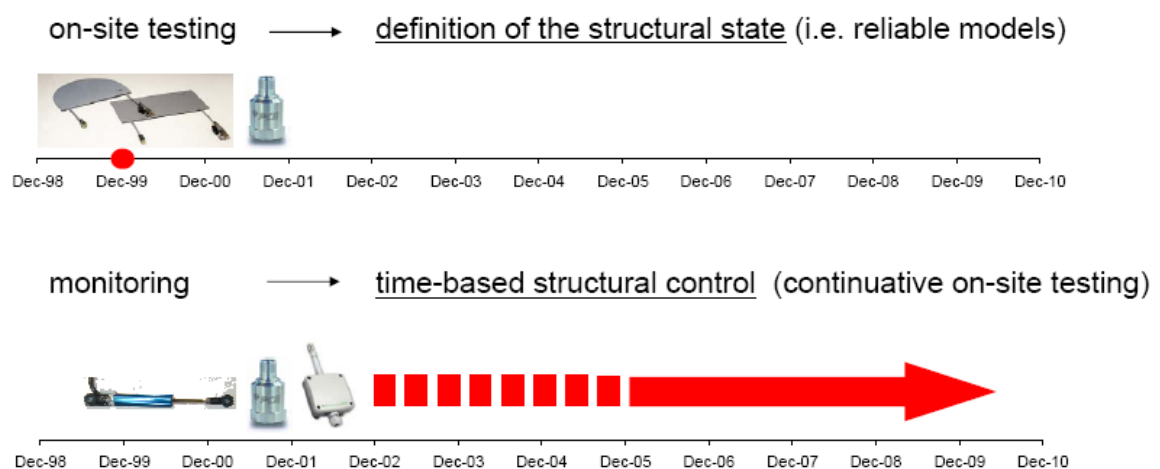 on-site testing definition of the structural state (i.e. reliable models)
Dec-98 Dec-99 Dec-00 Dec-01 Dec-02 Dec-03 Dec-04 Dec-05 Dec-06 Dec-07 Dec-08 Dec-09 Dec-10
monitoring time-based structural control (continuative on-site testing)
Dec-98 Dec-99 Dec-00 Dec-01 Dec-02 Dec-03 Dec-04 Dec-05 Dec-06 Dec-07 Dec-08 Dec-09 Dec-10